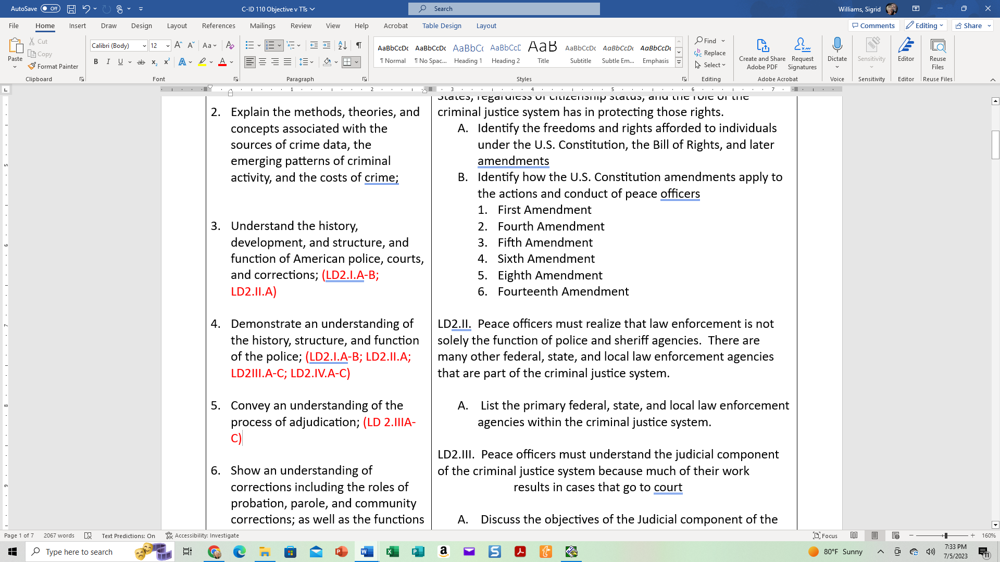 AutoSave Off C-ID 110 Objective v TTs Search Williams, Sigrid
File Home Insert Draw Design Layout References Mailings Review View Help Acrobat Table Design Layout Comments Editing Share
Paste Cut Copy Format Painter
Calibri (Body) 12
AaBbCcDc AaBbCcDc AaBbCc AaBbCcD AaB AaBbCcDc AaBbCcDc AaBbCcDc
¶ Normal ¶ No Spac... Heading 1 Heading 2 Title Subtitle Subtle Em... Emphasis
Find Replace Select
Create and Share Adobe PDF Request Signatures Dictate Sensitivity Editor Reuse Files
Clipboard Font Paragraph Styles Editing Adobe Acrobat Voice Sensitivity Editor Reuse Files
1 2 3 4 5 6 7
2. Explain the methods, theories, and
concepts associated with the
sources of crime data, the
emerging patterns of criminal
activity, and the costs of crime;
3. Understand the history,
development, and structure, and
function of American police, courts,
and corrections; (LD2.I.A-B;
LD2.II.A)
4. Demonstrate an understanding of
the history, structure, and function
of the police; (LD2.I.A-B; LD2.II.A;
LD2III.A-C; LD2.IV.A-C)
5. Convey an understanding of the
process of adjudication; (LD 2.IIIA-
C)
6. Show an understanding of
corrections including the roles of
probation, parole, and community
corrections; as well as the functions
States, regardless of citizenship status, and the role of the
criminal justice system has in protecting those rights.
A. Identify the freedoms and rights afforded to individuals
under the U.S. Constitution, the Bill of Rights, and later
amendments
B. Identify how the U.S. Constitution amendments apply to
the actions and conduct of peace officers
1. First Amendment
2. Fourth Amendment
3. Fifth Amendment
4. Sixth Amendment
5. Eighth Amendment
6. Fourteenth Amendment
LD2.II. Peace officers must realize that law enforcement is not
solely the function of police and sheriff agencies. There are
many other federal, state, and local law enforcement agencies
that are part of the criminal justice system.
A. List the primary federal, state, and local law enforcement
agencies within the criminal justice system.
LD2.III. Peace officers must understand the judicial component
of the criminal justice system because much of their work
results in cases that go to court
A. Discuss the objectives of the Judicial component of the
Page 1 of 7 2067 words Text Predictions: On Accessibility: Investigate Focus 160%
Type here to search 80°F Sunny 7:33 PM
7/5/2023